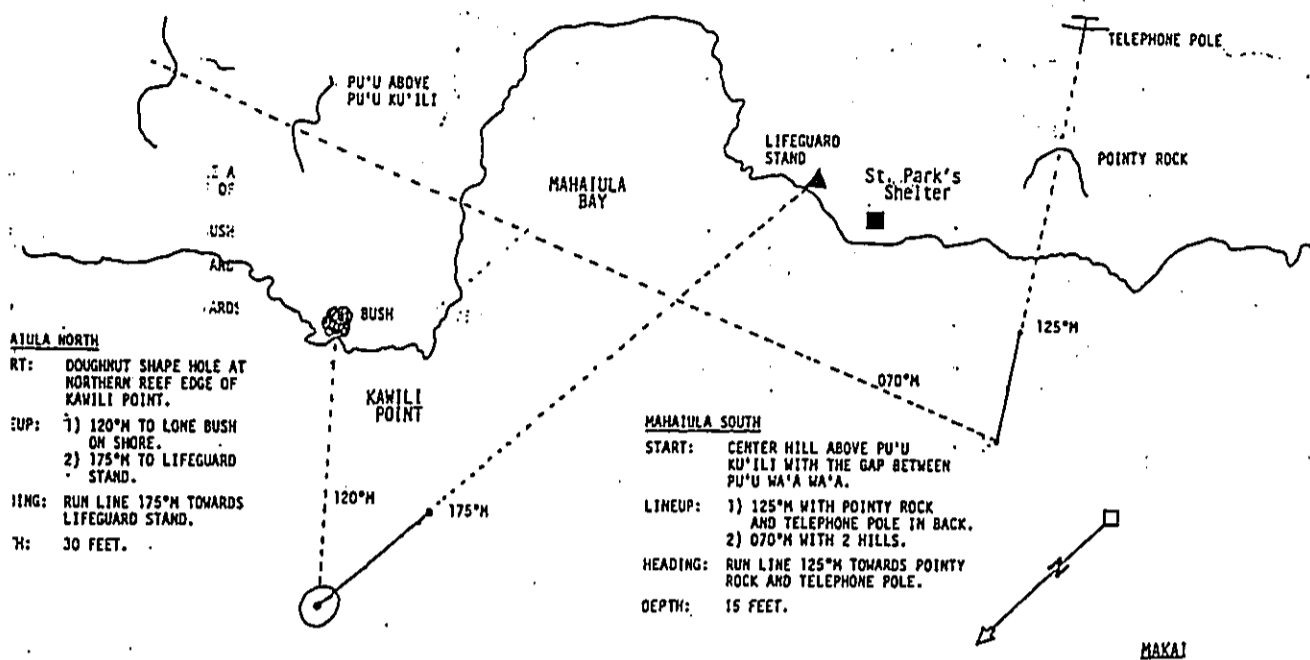 TELEPHONE POLE
PU'U ABOVE
PU'U KU'ILI
LIFEGUARD
STAND
POINTY ROCK
St. Park's
Shelter
MAHAIULA
BAY
USH
ARDS
BUSH
125°M
070°M
KAWILI
POINT
AIULA NORTH
RT: DOUGHNUT SHAPE HOLE AT
NORTHERN REEF EDGE OF
KAWILI POINT.
EUP: 1) 120°M TO LONE BUSH
ON SHORE.
2) 175°M TO LIFEGUARD
STAND.
RUN LINE 175°M TOWARDS
LIFEGUARD STAND.
30 FEET.
120°M
175°M
MAHAIULA SOUTH
START: CENTER HILL ABOVE PU'U
KU'ILI WITH THE GAP BETWEEN
PU'U WA'A WA'A.
LINEUP: 1) 125°M WITH POINTY ROCK
AND TELEPHONE POLE IN BACK.
2) 070°M WITH 2 HILLS.
HEADING: RUN LINE 125°M TOWARDS POINTY
ROCK AND TELEPHONE POLE.
DEPTH: 15 FEET.
N
MAKAI